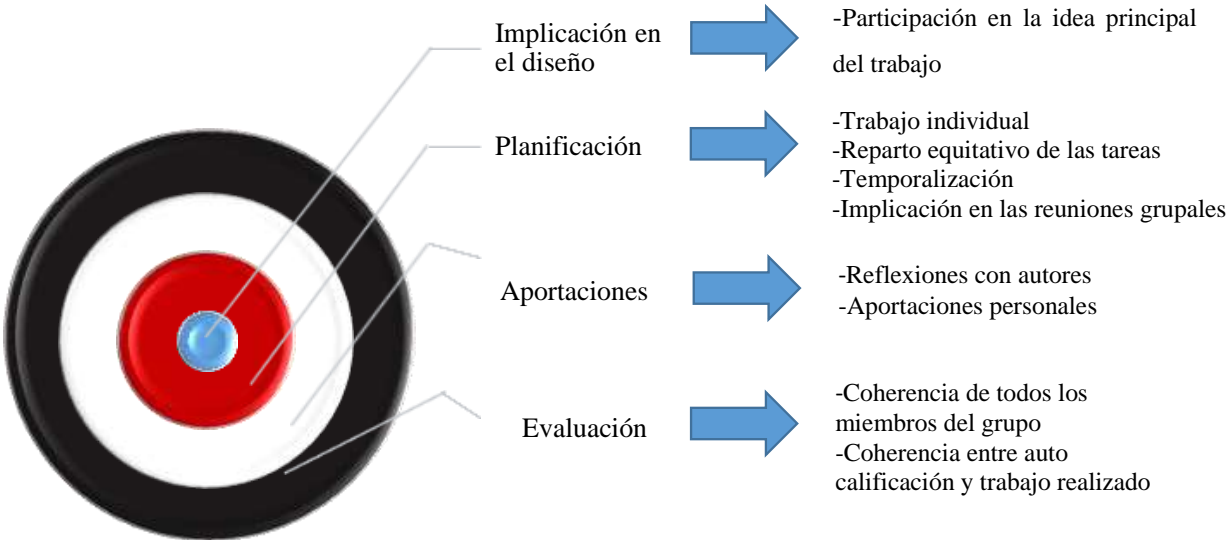 Implicación en
el diseño
-Participación en la idea principal
del trabajo
Planificación
-Trabajo individual
-Reparto equitativo de las tareas
-Temporalización
-Implicación en las reuniones grupales
Aportaciones
-Reflexiones con autores
-Aportaciones personales
Evaluación
-Coherencia de todos los
miembros del grupo
-Coherencia entre auto
calificación y trabajo realizado